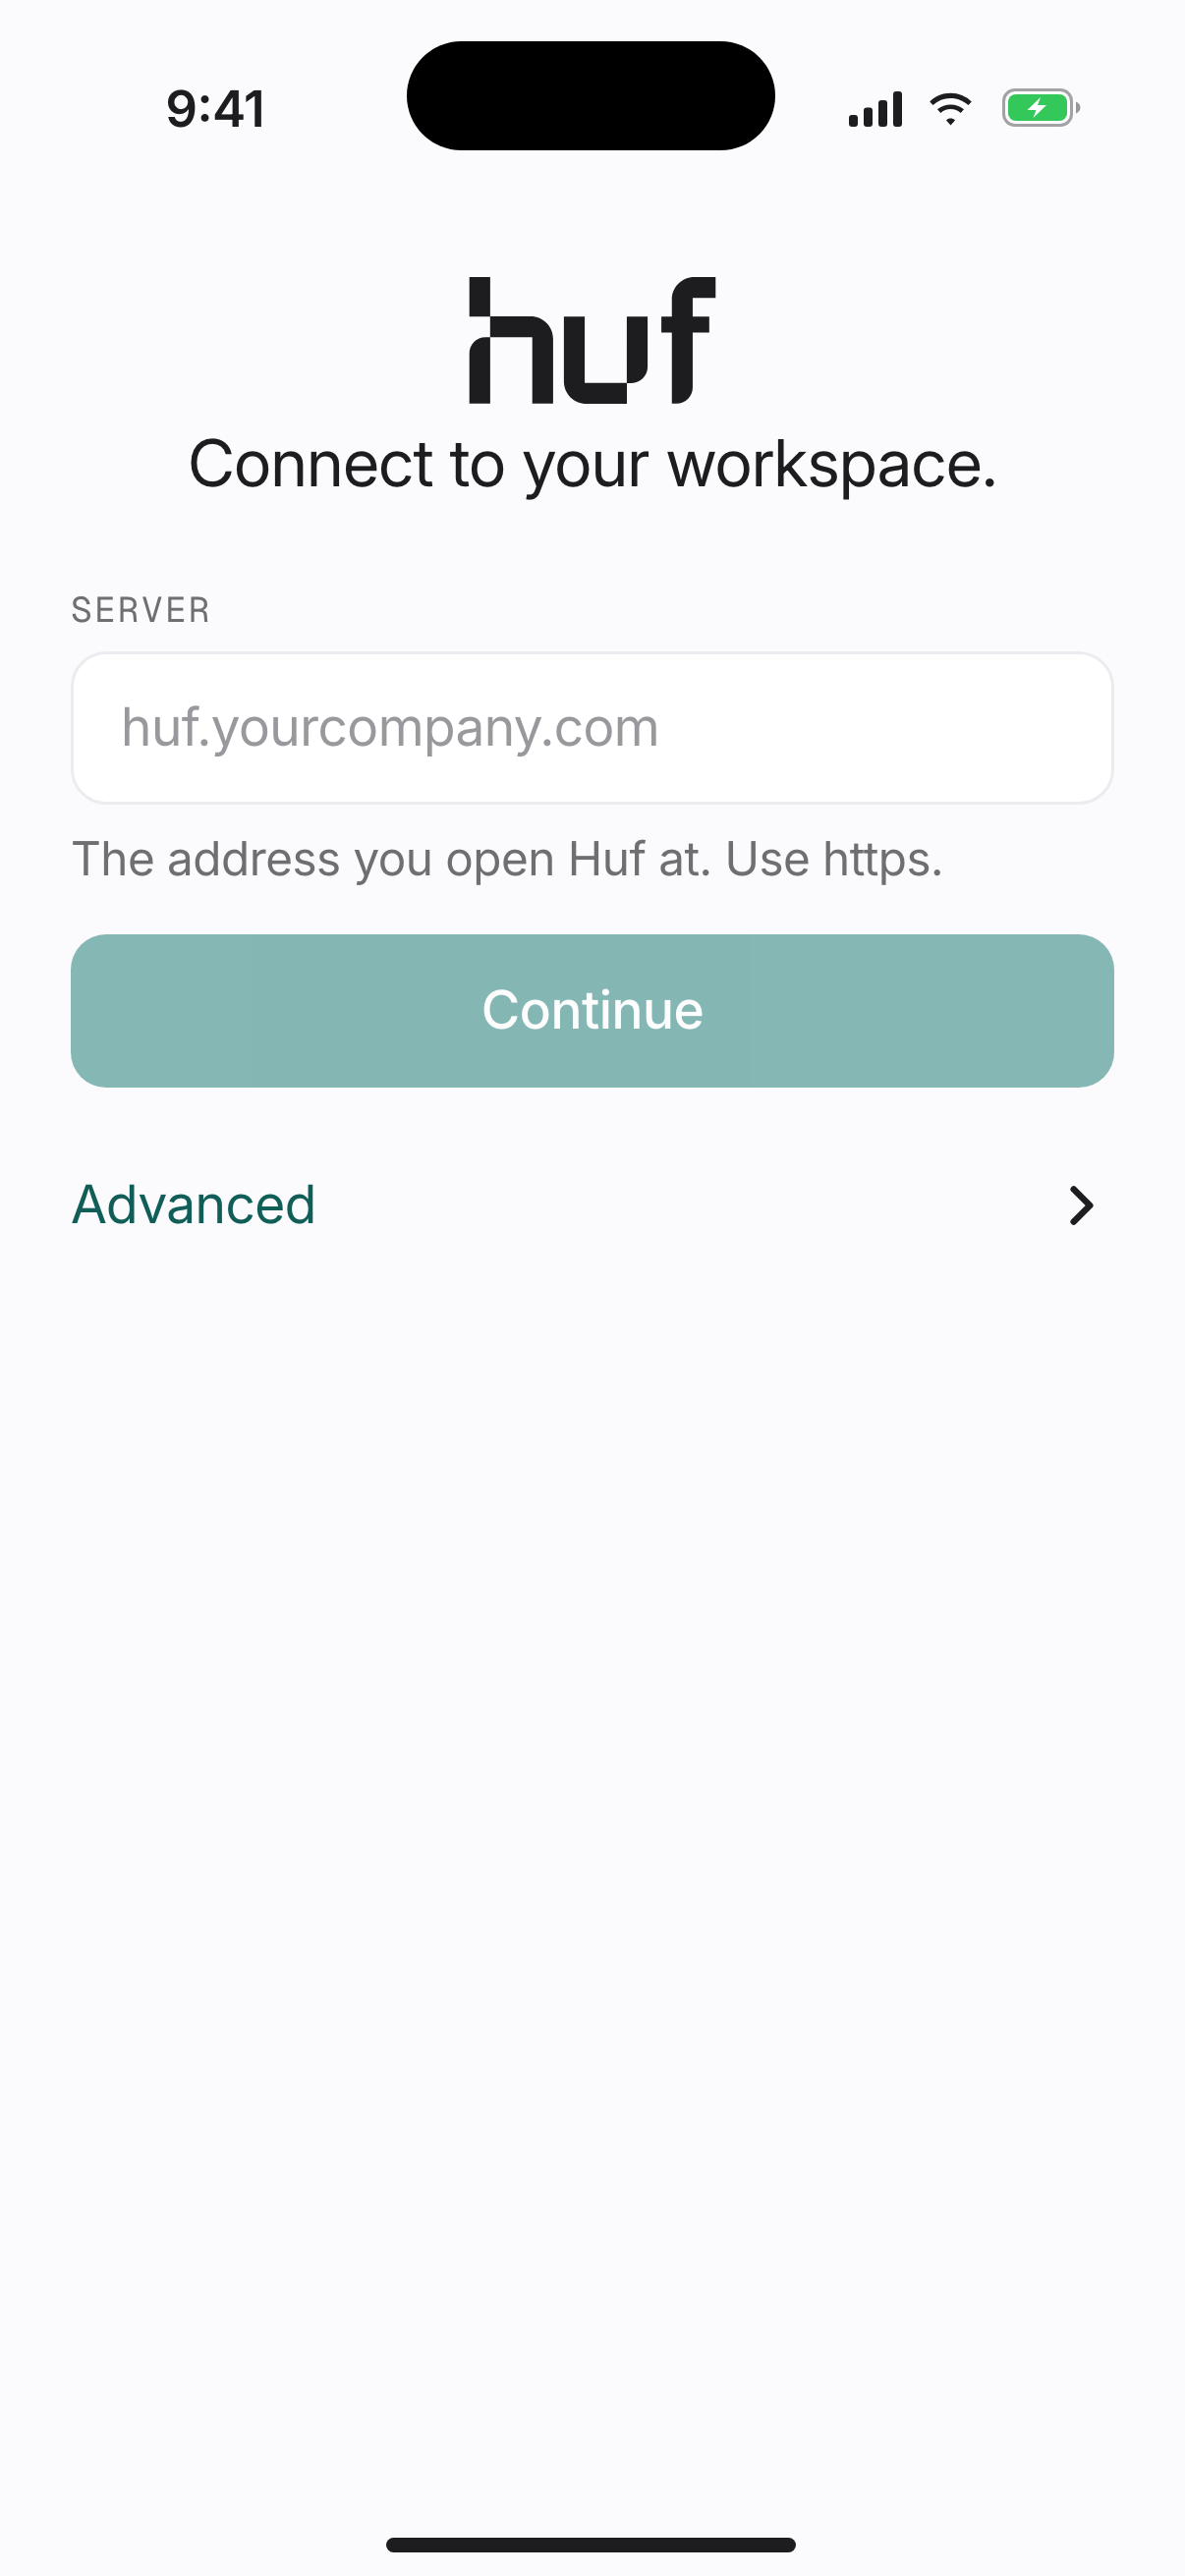 9:41
huf
Connect to your workspace.
SERVER
huf.yourcompany.com
The address you open Huf at. Use https.
Continue
Advanced